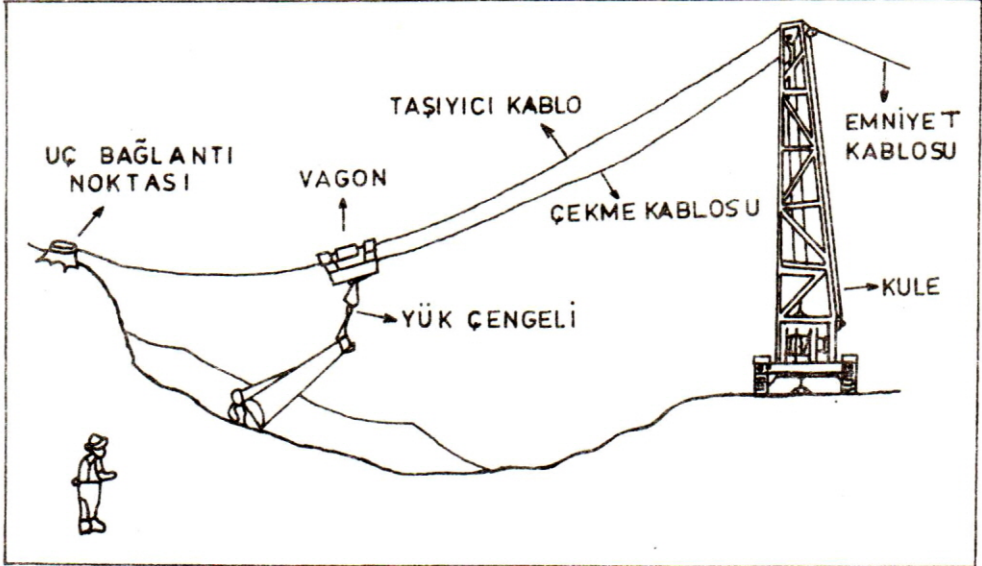 TAŞIYICI KABLO
EMNİYET
KABLOSU
UÇ BAĞLANTI
NOKTASI
VAGON
ÇEKME KABLOSU
KULE
YÜK ÇENGELİ